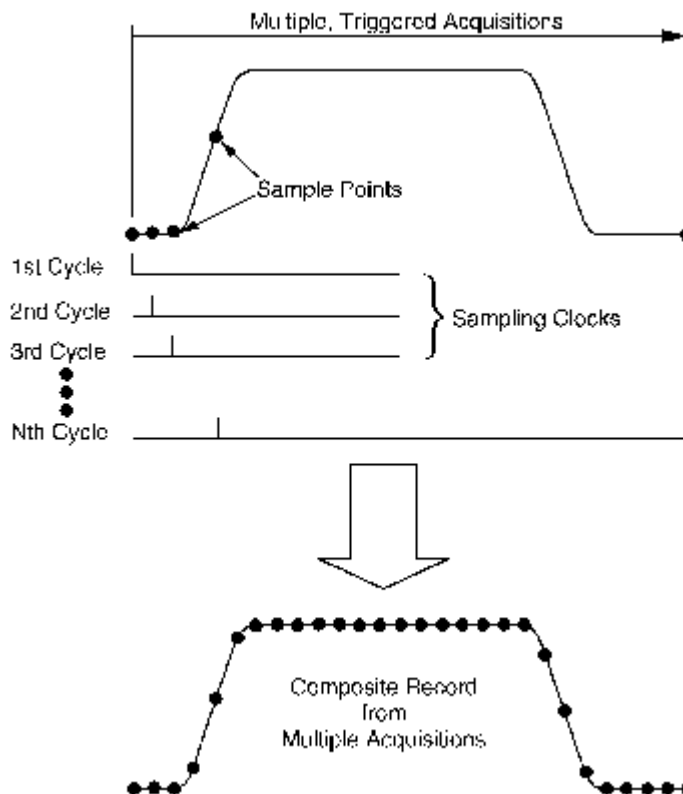 Multiple, Triggered Acquisitions
Sample Points
1st Cycle
2nd Cycle
Sampling Clocks
3rd Cycle
Nth Cycle
Composite Record
from
Multiple Acquisitions